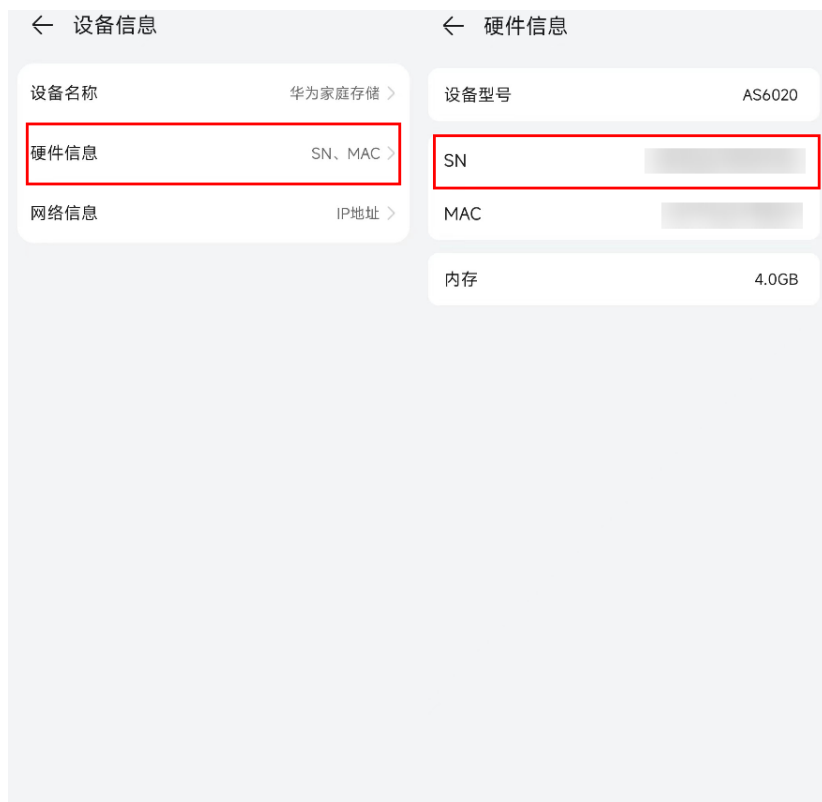 设备信息
设备名称 华为家庭存储
硬件信息 SN、MAC
网络信息 IP地址
硬件信息
设备型号 AS6020
SN
MAC
内存 4.0GB